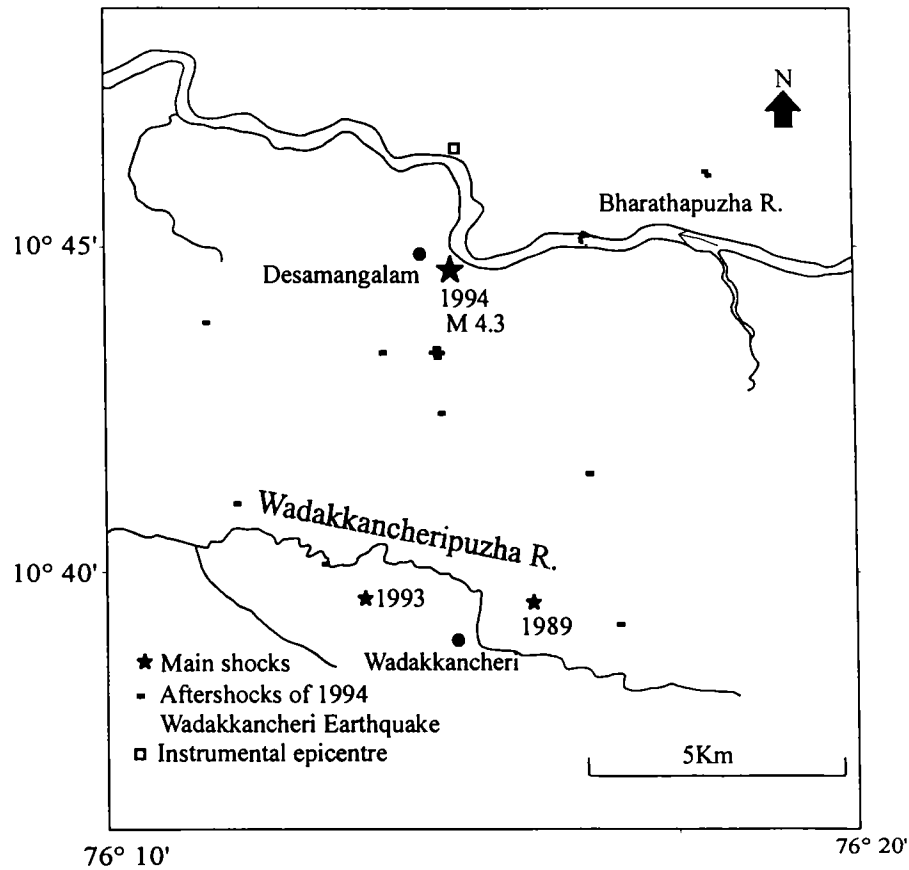 N
Bharathapuzha R.
10° 45'
Desamangalam
1994
M 4.3
Wadakkancheripuzha R.
10° 40'
1993
1989
Wadakkancheri
Main shocks
Aftershocks of 1994
Wadakkancheri Earthquake
Instrumental epicentre
5Km
76° 10'
76° 20'